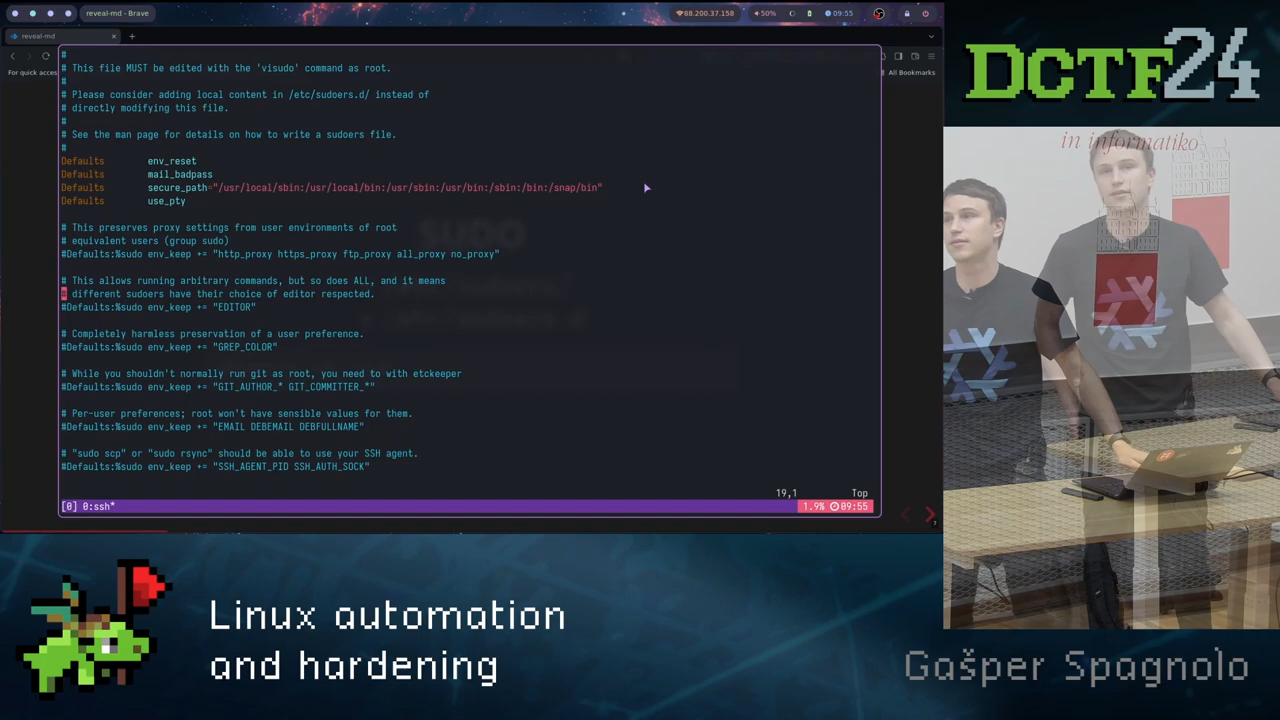 reveal-md - Brave
88.200.37.158
50%
09:55
reveal-md
For quick acces
All Bookmarks
#
# This file MUST be edited with the 'visudo' command as root.
#
# Please consider adding local content in /etc/sudoers.d/ instead of
# directly modifying this file.
#
# See the man page for details on how to write a sudoers file.
#
Defaults env_reset
Defaults mail_badpass
Defaults secure_path="/usr/local/sbin:/usr/local/bin:/usr/sbin:/usr/bin:/sbin:/bin:/snap/bin"
Defaults use_pty
# This preserves proxy settings from user environments of root
# equivalent users (group sudo)
#Defaults:%sudo env_keep += "http_proxy https_proxy ftp_proxy all_proxy no_proxy"
# This allows running arbitrary commands, but so does ALL, and it means
# different sudoers have their choice of editor respected.
#Defaults:%sudo env_keep += "EDITOR"
# Completely harmless preservation of a user preference.
#Defaults:%sudo env_keep += "GREP_COLOR"
# While you shouldn't normally run git as root, you need to with etckeeper
#Defaults:%sudo env_keep += "GIT_AUTHOR_* GIT_COMMITTER_*"
# Per-user preferences; root won't have sensible values for them.
#Defaults:%sudo env_keep += "EMAIL DEBEMAIL DEBFULLNAME"
# "sudo scp" or "sudo rsync" should be able to use your SSH agent.
#Defaults:%sudo env_keep += "SSH_AGENT_PID SSH_AUTH_SOCK"
19,1 Top
[0] 0:ssh*
1.9% 09:55
SUDO
DCTF24
in informatiko
Linux automation
and hardening
Gašper Spagnolo